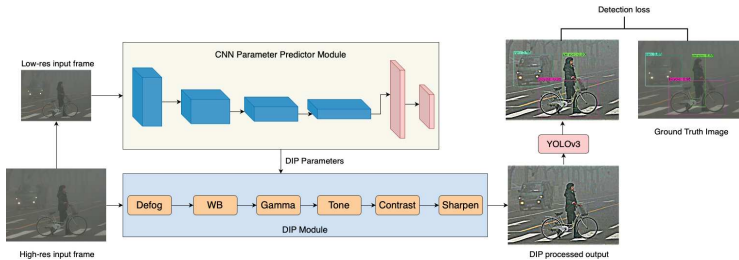 Detection loss
CNN Parameter Predictor Module
Low-res input frame
Ground Truth Image
YOLOv3
DIP Parameters
Defog
WB
Gamma
Tone
Contrast
Sharpen
DIP Module
High-res input frame
DIP processed output